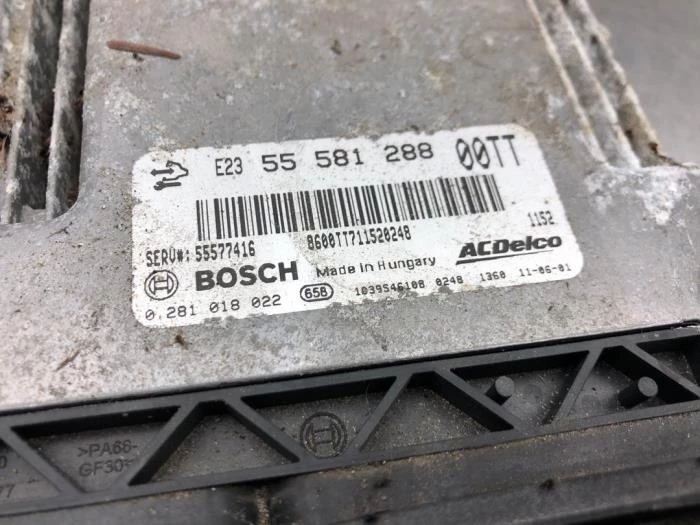 E23 55 581 288 00TT
SERV#: 55577416 8600TT711520248 1152
BOSCH Made in Hungary ACDelco
0 281 018 022 658 1039S46108 0248 1360 11-06-01
>PA66-
GF30